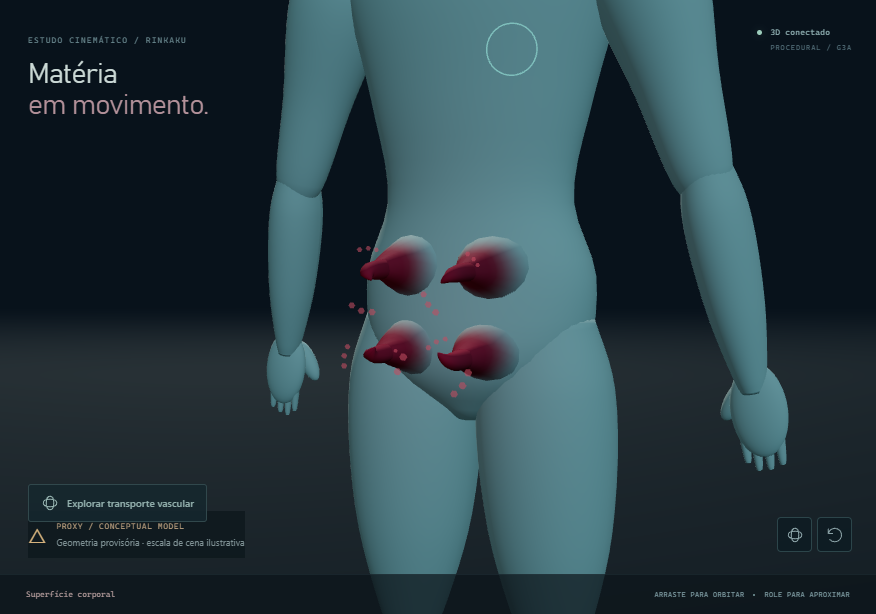 ESTUDO CINEMÁTICO / RINKAKU
Matéria
em movimento.
3D conectado
PROCEDURAL / G3A
Explorar transporte vascular
PROXY / CONCEPTUAL MODEL
Geometria provisória · escala de cena ilustrativa
Superfície corporal
ARRASTE PARA ORBITAR · ROLE PARA APROXIMAR